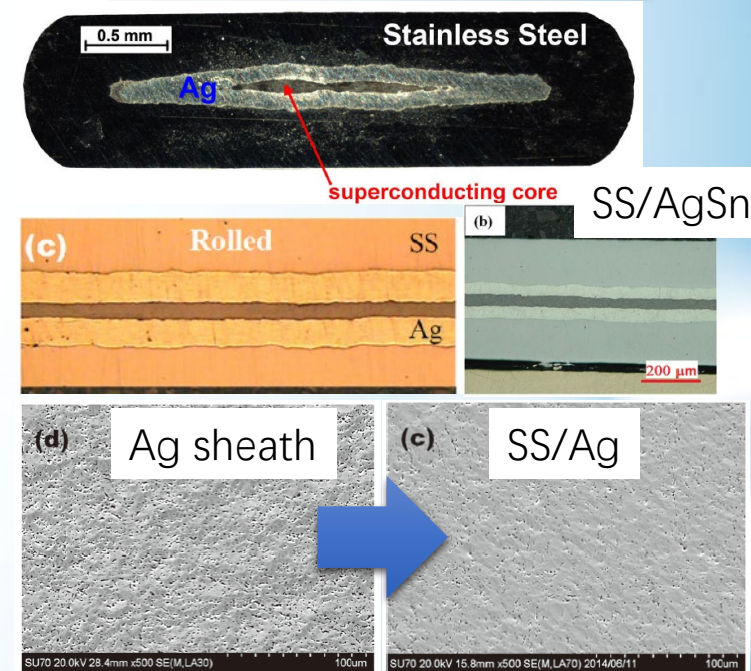 0.5 mm
Stainless Steel
Ag
superconducting core
SS/AgSn
(c)
Rolled
SS
Ag
(b)
200 μm
(d)
Ag sheath
(c)
SS/Ag
SU70 20.0kV 28.4mm x500 SE(M,LA30)
100um
SU70 20.0kV 15.8mm x500 SE(M,LA70) 2014/06/11
100um